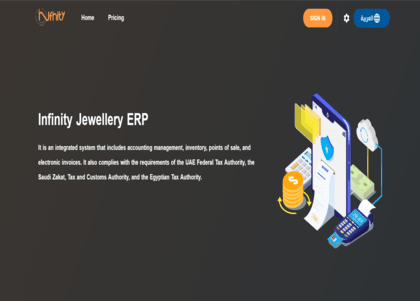 Infinity
Home
Pricing
SIGN IN
العربية
Infinity Jewellery ERP
It is an integrated system that includes accounting management, inventory, points of sale, and
electronic invoices. It also complies with the requirements of the UAE Federal Tax Authority, the
Saudi Zakat, Tax and Customs Authority, and the Egyptian Tax Authority.